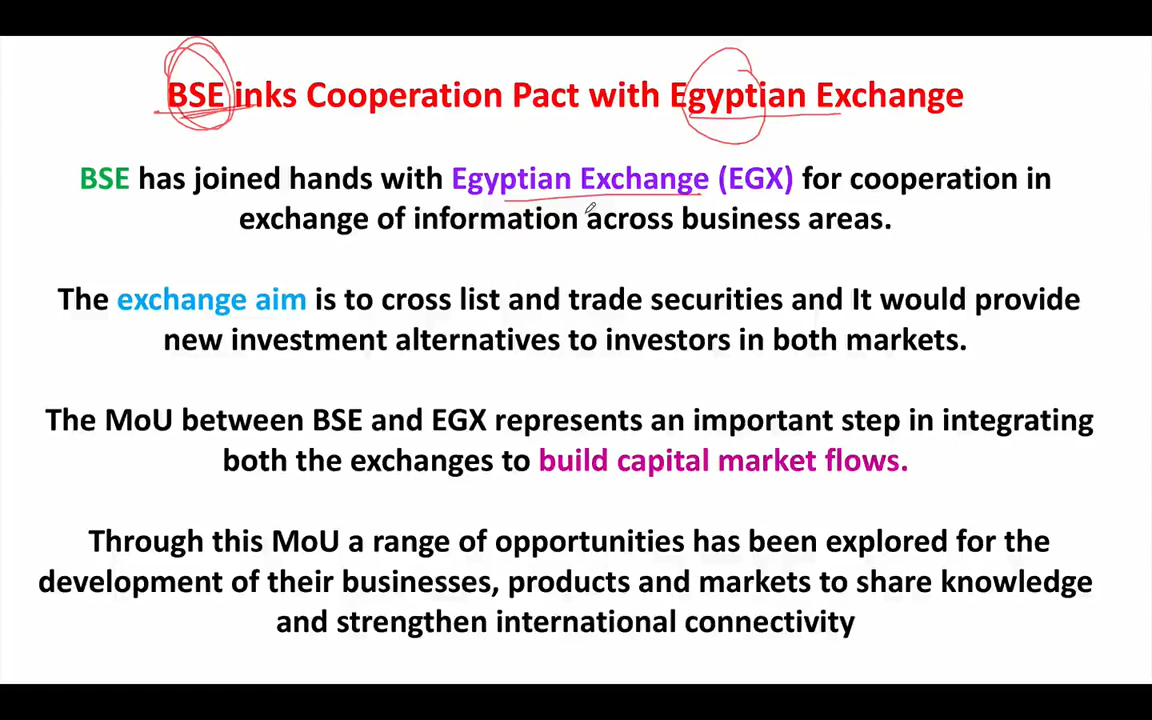 BSE inks Cooperation Pact with Egyptian Exchange
BSE has joined hands with Egyptian Exchange (EGX) for cooperation in
exchange of information across business areas.
The exchange aim is to cross list and trade securities and It would provide
new investment alternatives to investors in both markets.
The MoU between BSE and EGX represents an important step in integrating
both the exchanges to build capital market flows.
Through this MoU a range of opportunities has been explored for the
development of their businesses, products and markets to share knowledge
and strengthen international connectivity